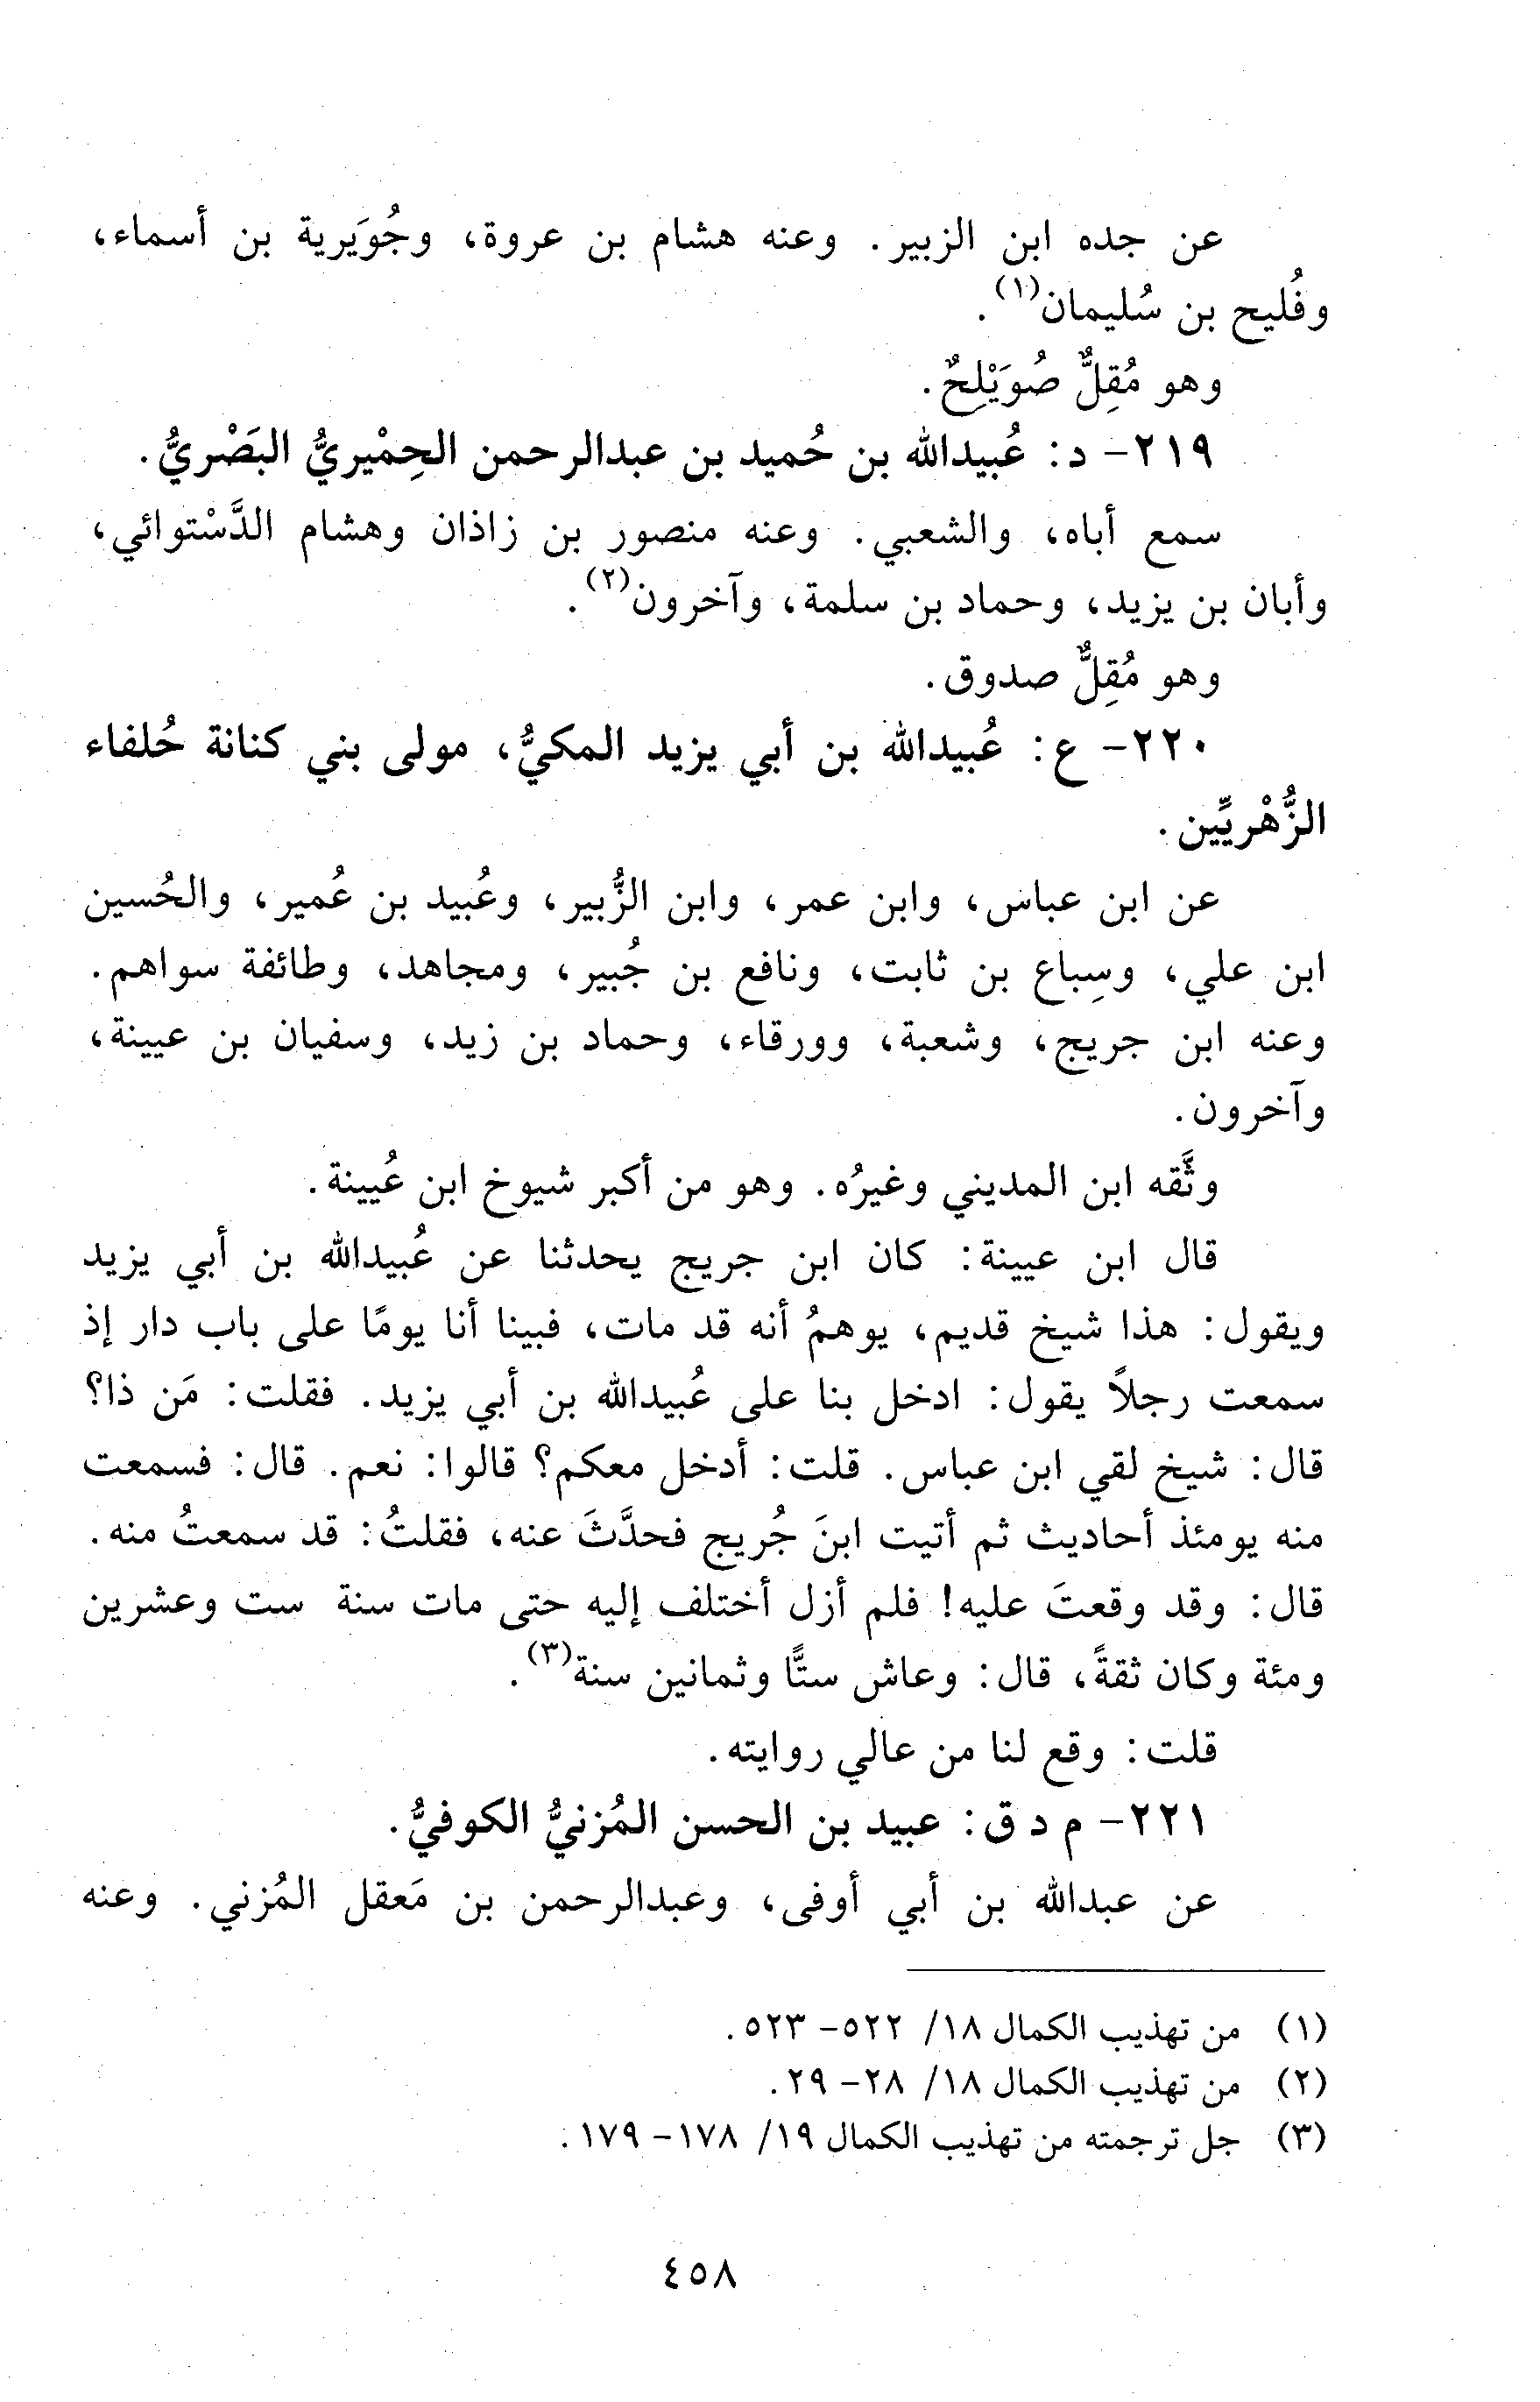 عن جده ابن الزبير. وعنه هشام بن عروة، وجُوَيرية بن أسماء،
وفُليح بن سُليمان(١).
وهو مُقِلٌّ صُوَيْلِحٌ.
٢١٩- د: عُبيدالله بن حُميد بن عبدالرحمن الحِمْيريُّ البَصْريُّ.
سمع أباه، والشعبي. وعنه منصور بن زاذان وهشام الدَّسْتوائي،
وأبان بن يزيد، وحماد بن سلمة، وآخرون(٢).
وهو مُقِلٌّ صدوق.
٢٢٠- ع: عُبيدالله بن أبي يزيد المكيُّ، مولى بني كنانة حُلفاء
الزُّهْريِّين.
عن ابن عباس، وابن عمر، وابن الزُّبير، وعُبيد بن عُمير، والحُسين
ابن علي، وسِباع بن ثابت، ونافع بن جُبير، ومجاهد، وطائفة سواهم.
وعنه ابن جريج، وشعبة، وورقاء، وحماد بن زيد، وسفيان بن عيينة،
وآخرون.
وثَّقه ابن المديني وغيرُه. وهو من أكبر شيوخ ابن عُيينة.
قال ابن عيينة: كان ابن جريج يحدثنا عن عُبيدالله بن أبي يزيد
ويقول: هذا شيخ قديم، يوهمُ أنه قد مات، فبينا أنا يومًا على باب دار إذ
سمعت رجلاً يقول: ادخل بنا على عُبيدالله بن أبي يزيد. فقلت: مَن ذا؟
قال: شيخ لقي ابن عباس. قلت: أدخل معكم؟ قالوا: نعم. قال: فسمعت
منه يومئذ أحاديث ثم أتيت ابنَ جُريج فحدَّثَ عنه، فقلتُ: قد سمعتُ منه.
قال: وقد وقعتَ عليه! فلم أزل أختلف إليه حتى مات سنة ست وعشرين
ومئة وكان ثقةً، قال: وعاش ستًّا وثمانين سنة(٣).
قلت: وقع لنا من عالي روايته.
٢٢١- م د ق: عبيد بن الحسن المُزنيُّ الكوفيُّ.
عن عبدالله بن أبي أوفى، وعبدالرحمن بن مَعقل المُزني. وعنه
(١) من تهذيب الكمال ١٨/ ٥٢٢- ٥٢٣.
(٢) من تهذيب الكمال ١٨/ ٢٨- ٢٩.
(٣) جل ترجمته من تهذيب الكمال ١٩/ ١٧٨- ١٧٩.
٤٥٨